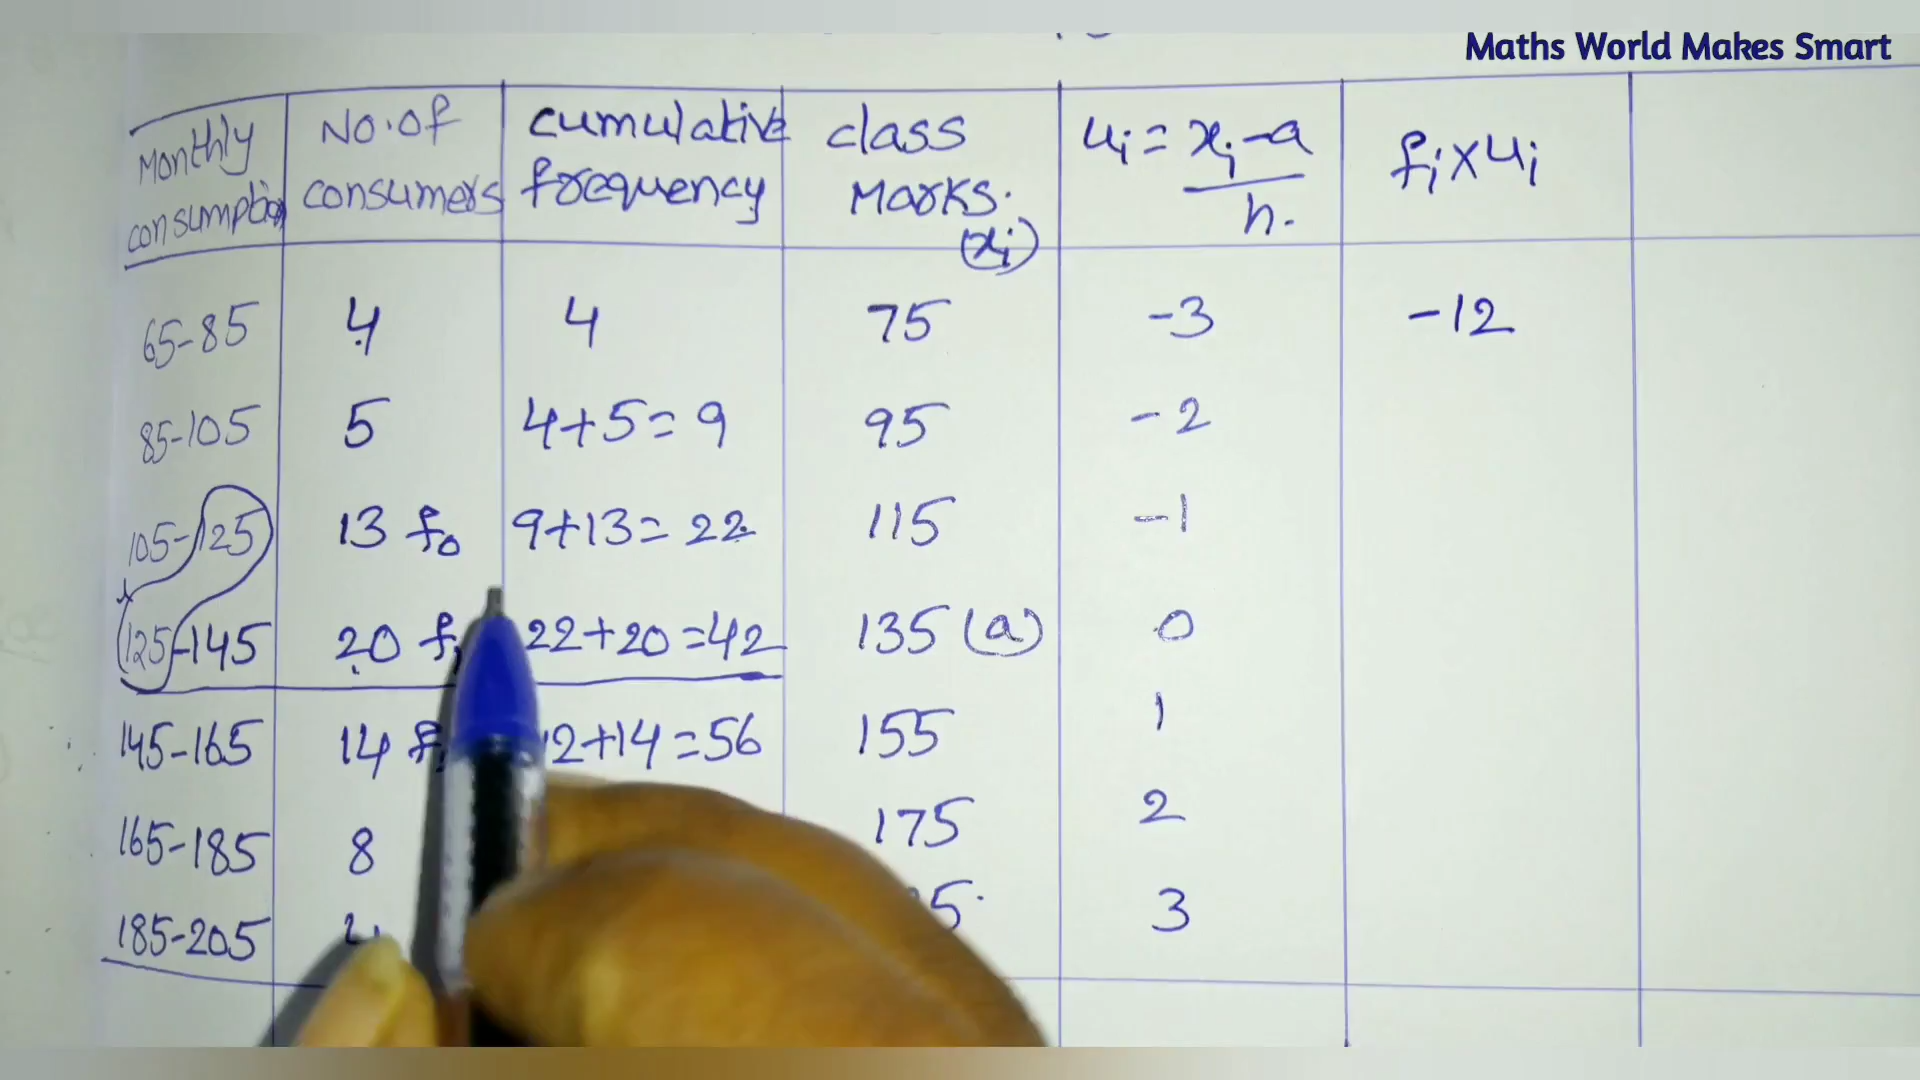 Maths World Makes Smart
Monthly consumption No. of consumers cumulative frequency class Marks. (xi) ui = xi - a / h. fi × ui
65-85 4 4 75 -3 -12
85-105 5 4+5=9 95 -2
105-125 13 f0 9+13=22 115 -1
125-145 20 22+20=42 135 (a) 0
145-165 14 +14=56 155 1
165-185 8 175 2
185-205 3